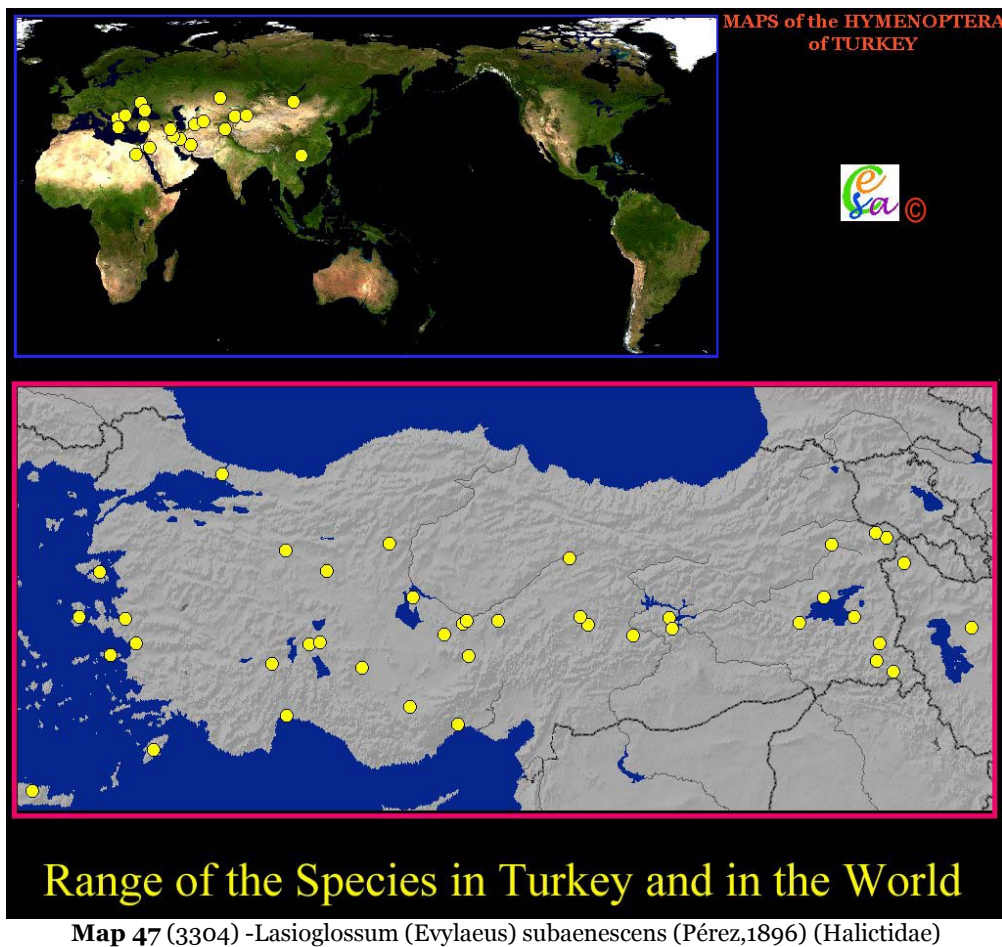 MAPS of the HYMENOPTERA
of TURKEY
e
Csa ©
Range of the Species in Turkey and in the World
Map 47 (3304) -Lasioglossum (Evylaeus) subaenescens (Pérez,1896) (Halictidae)